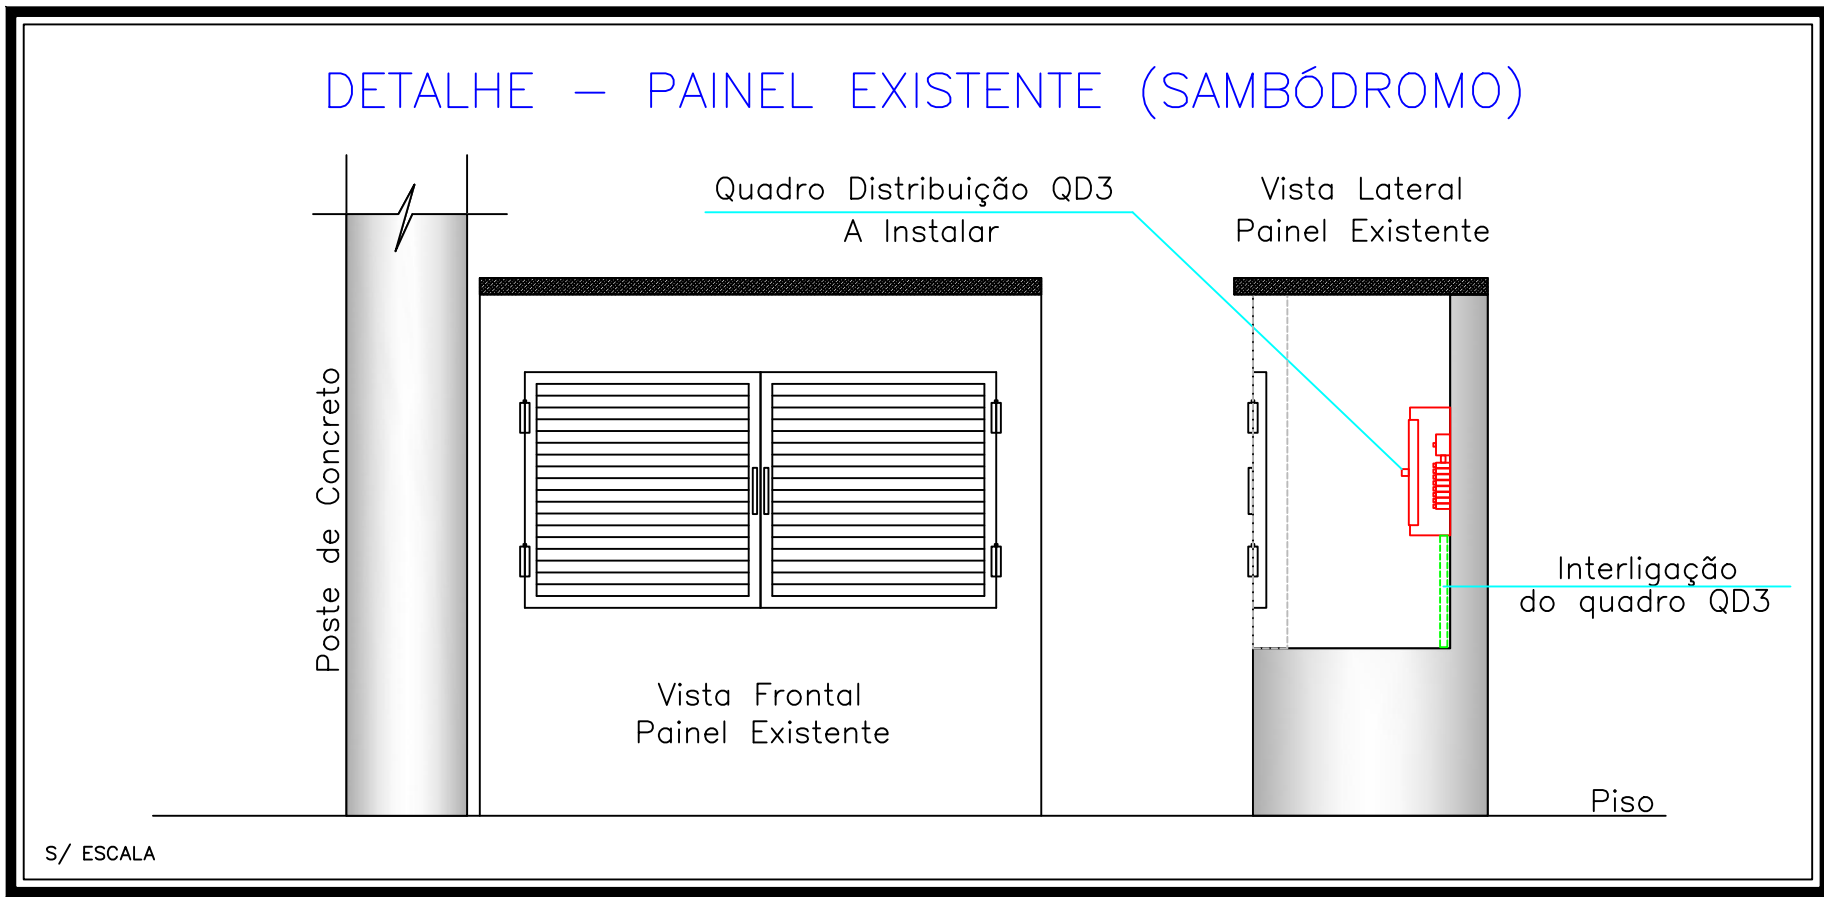 DETALHE - PAINEL EXISTENTE (SAMBÓDROMO)
Quadro Distribuição QD3
A Instalar
Vista Lateral
Painel Existente
Poste de Concreto
Interligação
do quadro QD3
Vista Frontal
Painel Existente
Piso
S/ ESCALA